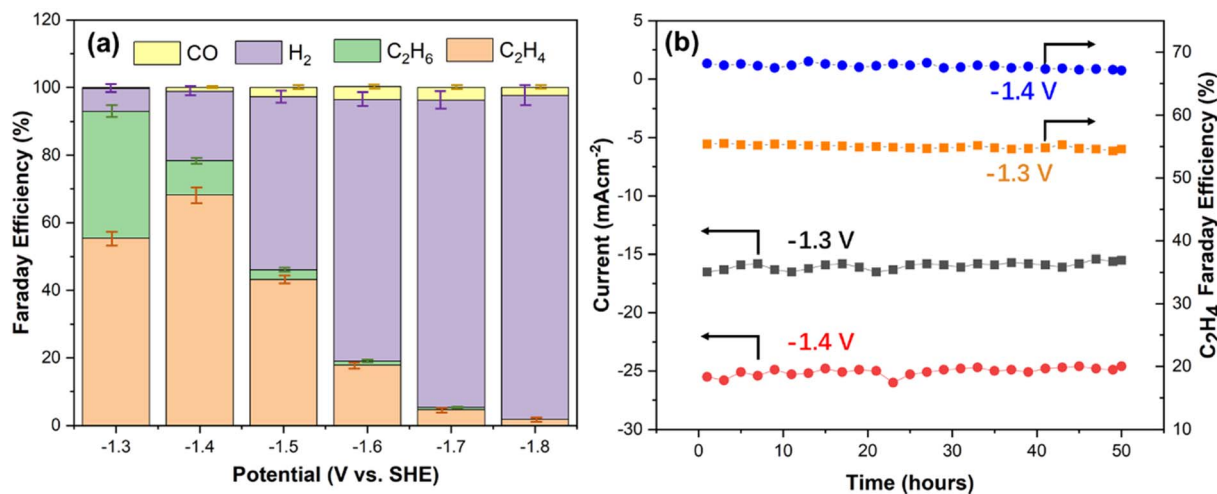 (a)
CO H₂ C₂H₆ C₂H₄
Faraday Efficiency (%)
120
100
80
60
40
20
0
-1.3 -1.4 -1.5 -1.6 -1.7 -1.8
Potential (V vs. SHE)
(b)
Current (mAcm⁻²)
5
0
-5
-10
-15
-20
-25
-30
-1.4 V
-1.3 V
-1.3 V
-1.4 V
80
70
60
50
40
30
20
10
C₂H₄ Faraday Efficiency (%)
0 10 20 30 40 50
Time (hours)